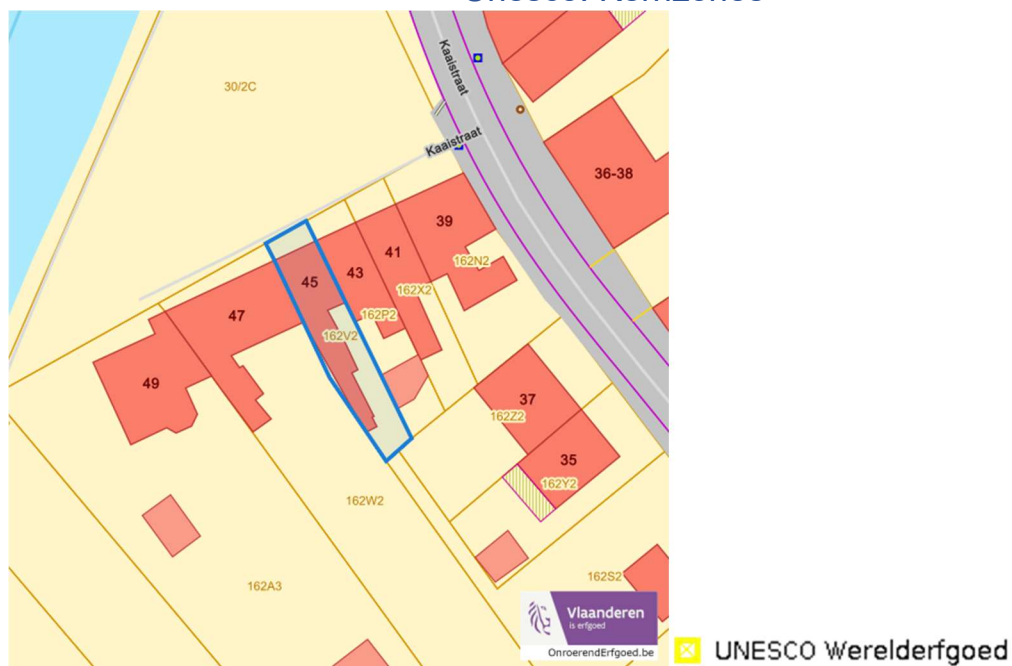 Kaaistraat
30/2C
Kaaistraat
36-38
39
41
162N2
45
43
162X2
47
162P2
162V2
49
37
162Z2
35
162Y2
162W2
162A3
162S2
Vlaanderen
is erfgoed
OnroerendErfgoed.be
UNESCO Werelderfgoed